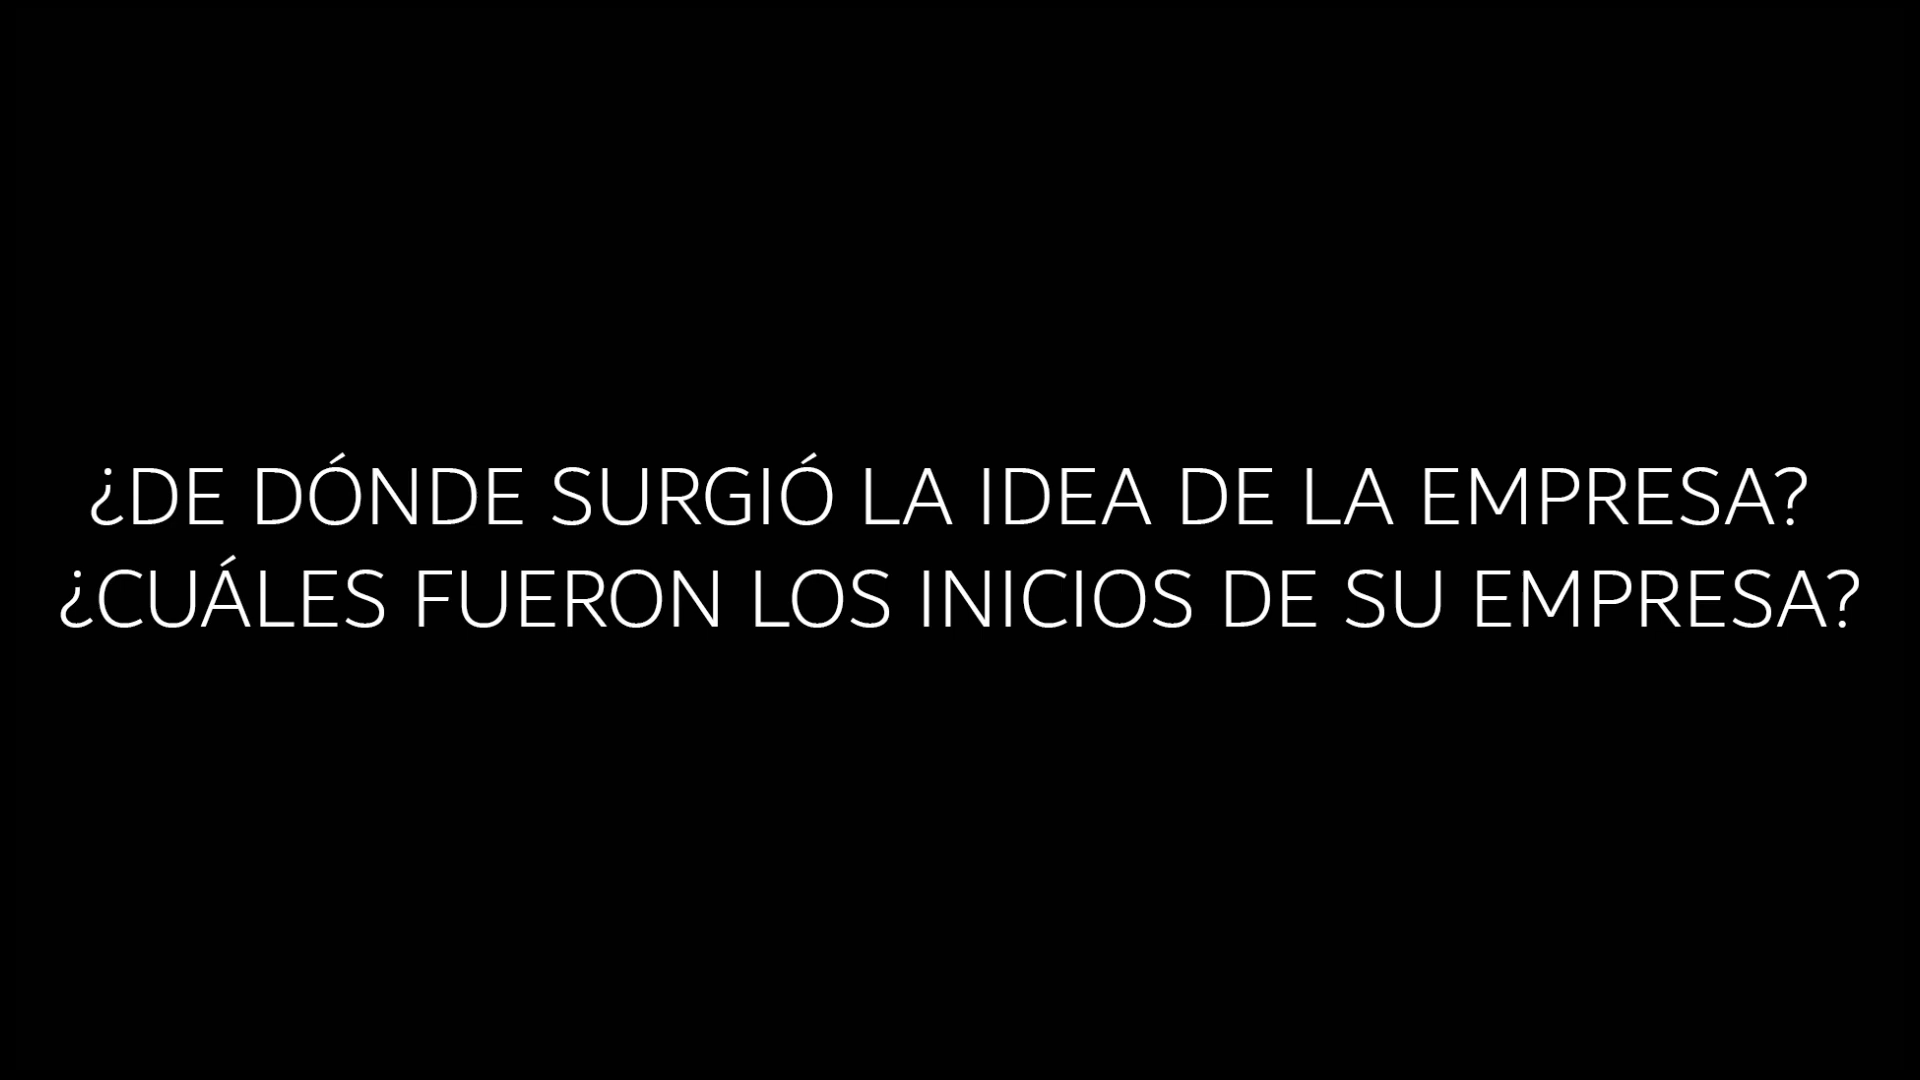 ¿DE DÓNDE SURGIÓ LA IDEA DE LA EMPRESA?
¿CUÁLES FUERON LOS INICIOS DE SU EMPRESA?